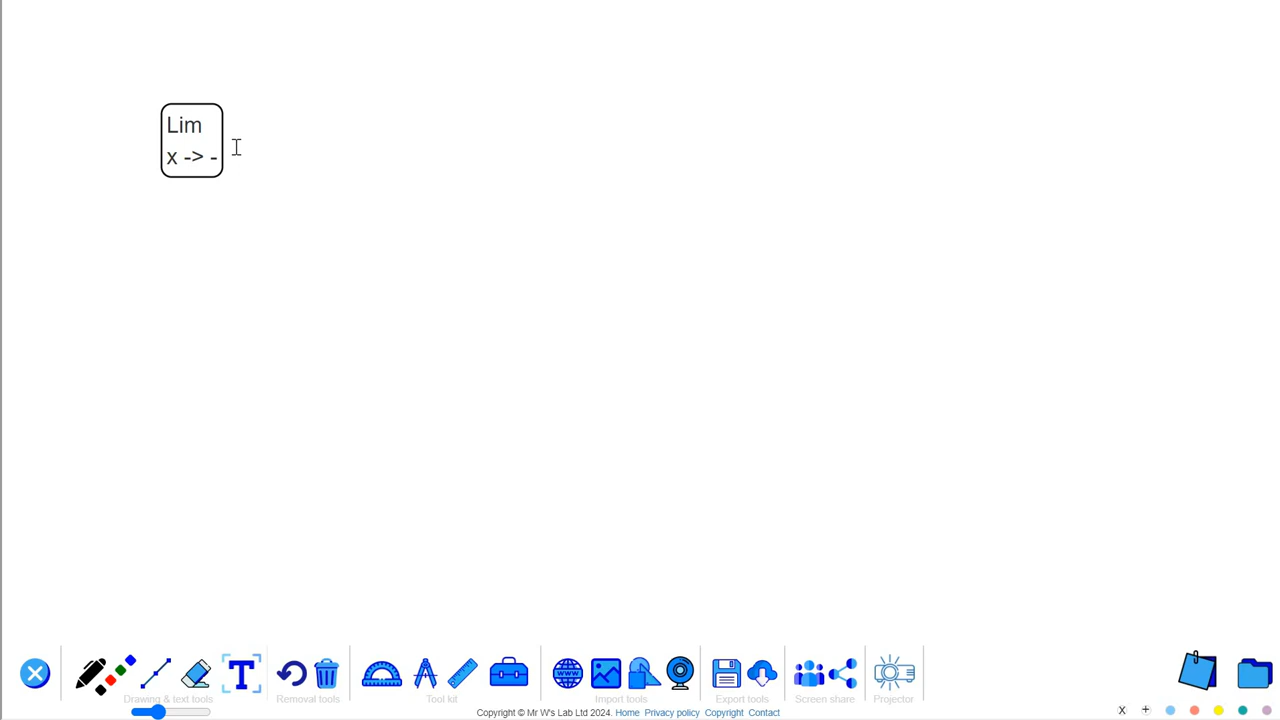 Lim
x -> -
www
T
Drawing & text tools
Removal tools
Tool kit
Import tools
Export tools
Screen share
Projector
Copyright © Mr W's Lab Ltd 2024. Home Privacy policy Copyright Contact
X +